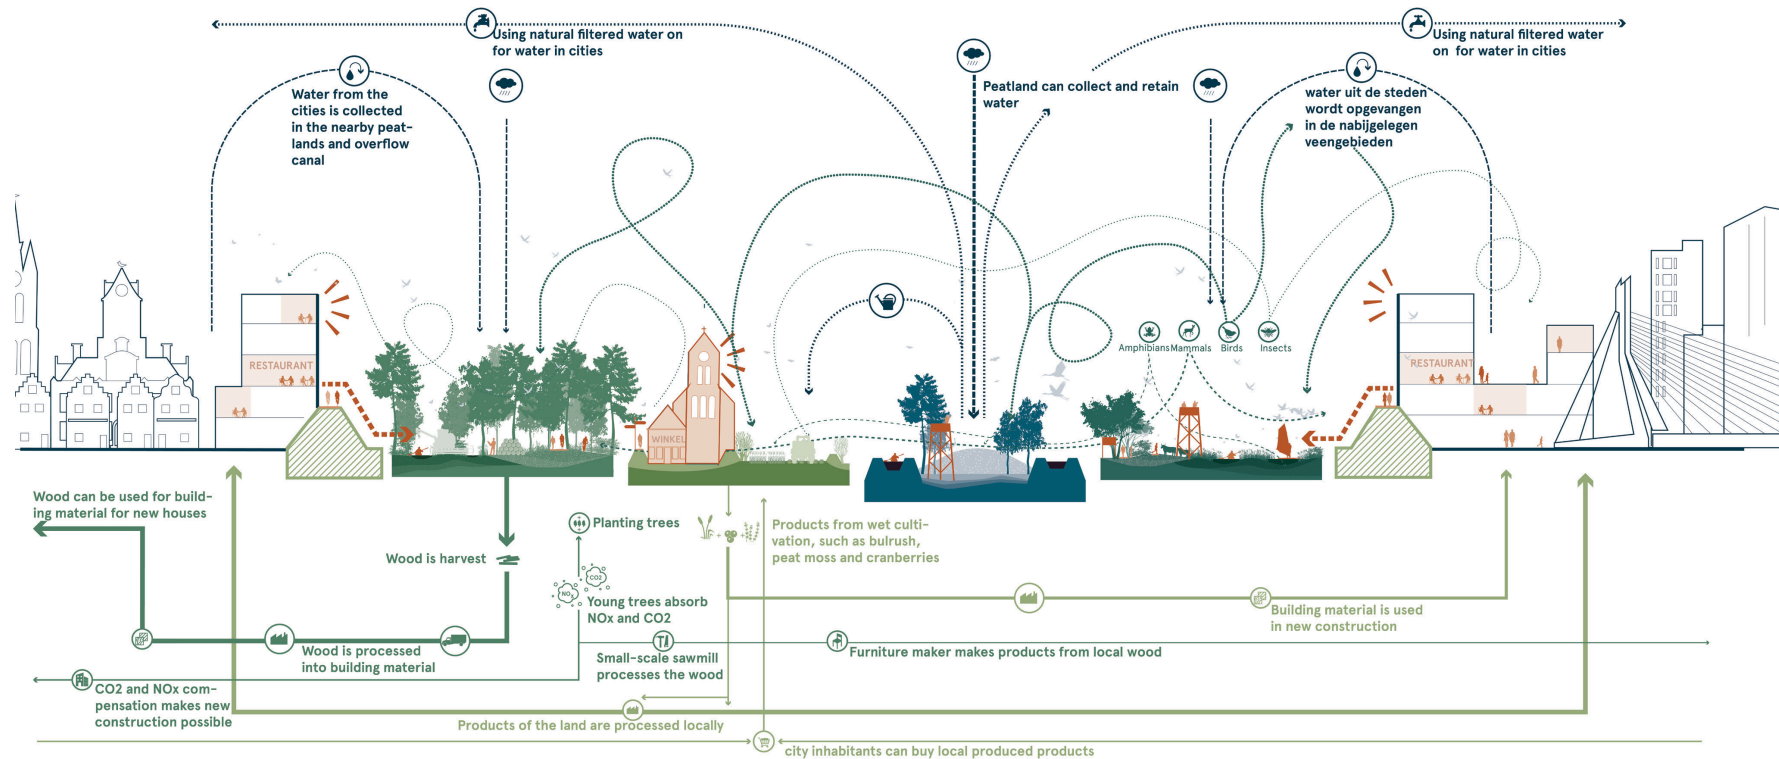 Using natural filtered water on
for water in cities
Using natural filtered water
on for water in cities
Water from the
cities is collected
in the nearby peat-
lands and overflow
canal
Peatland can collect and retain
water
water uit de steden
wordt opgevangen
in de nabijgelegen
veengebieden
Amphibians
Mammals
Birds
Insects
RESTAURANT
WINKEL
RESTAURANT
Wood can be used for build-
ing material for new houses
Wood is harvest
Planting trees
CO2
NOx
Young trees absorb
NOx and CO2
Products from wet culti-
vation, such as bulrush,
peat moss and cranberries
Building material is used
in new construction
Wood is processed
into building material
Small-scale sawmill
processes the wood
Furniture maker makes products from local wood
CO2 and NOx com-
pensation makes new
construction possible
Products of the land are processed locally
city inhabitants can buy local produced products